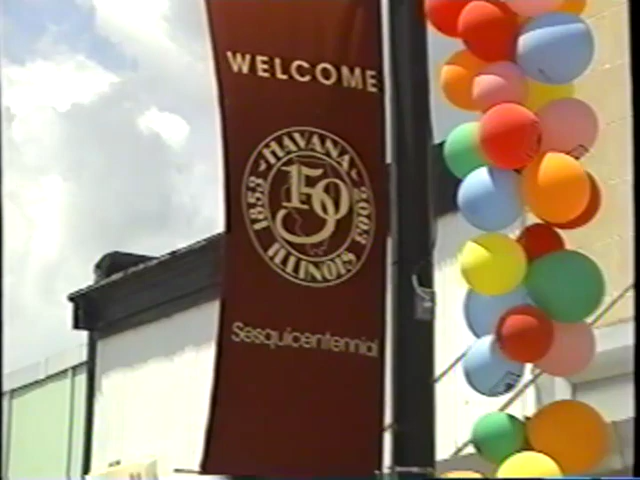 WELCOME
HAVANA
1853 150 2003
ILLINOIS
Sesquicentennial